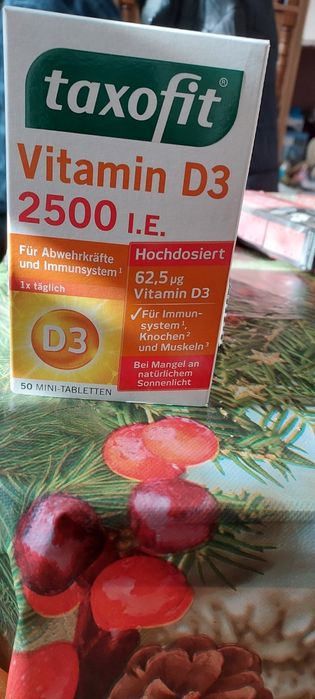 taxofit®
Vitamin D3
2500 I.E.
Für Abwehrkräfte
und Immunsystem¹
1x täglich
D3
50 MINI-TABLETTEN
Hochdosiert
62,5 µg
Vitamin D3
✓Für Immun-
system¹,
Knochen²
und Muskeln³
Bei Mangel an
natürlichem
Sonnenlicht